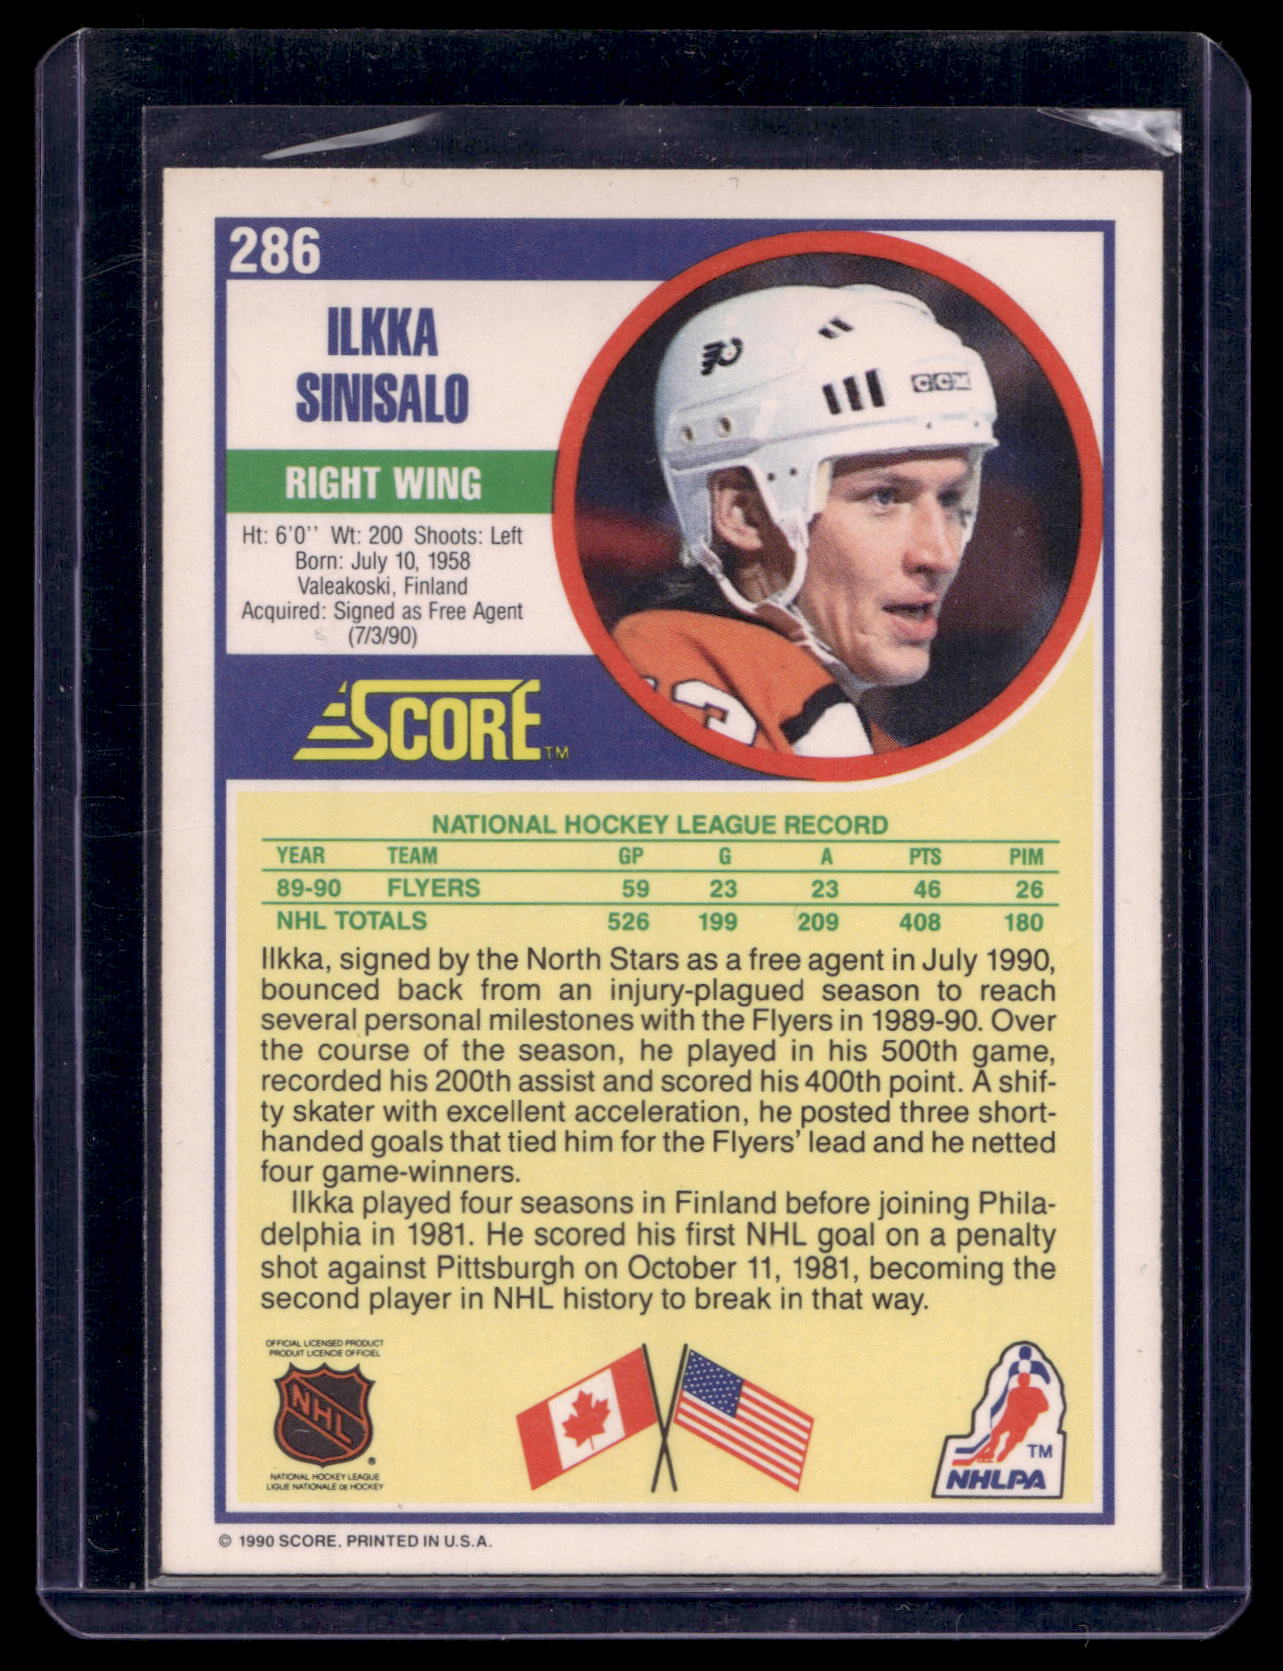 286
ILKKA
SINISALO
CCM
RIGHT WING
Ht: 6'0'' Wt: 200 Shoots: Left
Born: July 10, 1958
Valeakoski, Finland
Acquired: Signed as Free Agent
(7/3/90)
SCORE TM
NATIONAL HOCKEY LEAGUE RECORD
YEAR TEAM GP G A PTS PIM
89-90 FLYERS 59 23 23 46 26
NHL TOTALS 526 199 209 408 180
Ilkka, signed by the North Stars as a free agent in July 1990,
bounced back from an injury-plagued season to reach
several personal milestones with the Flyers in 1989-90. Over
the course of the season, he played in his 500th game,
recorded his 200th assist and scored his 400th point. A shif-
ty skater with excellent acceleration, he posted three short-
handed goals that tied him for the Flyers' lead and he netted
four game-winners.
Ilkka played four seasons in Finland before joining Phila-
delphia in 1981. He scored his first NHL goal on a penalty
shot against Pittsburgh on October 11, 1981, becoming the
second player in NHL history to break in that way.
OFFICIAL LICENSED PRODUCT
PRODUIT LICENCIE OFFICIEL
NHL ®
NATIONAL HOCKEY LEAGUE
LIGUE NATIONALE DE HOCKEY
TM
NHLPA
© 1990 SCORE, PRINTED IN U.S.A.